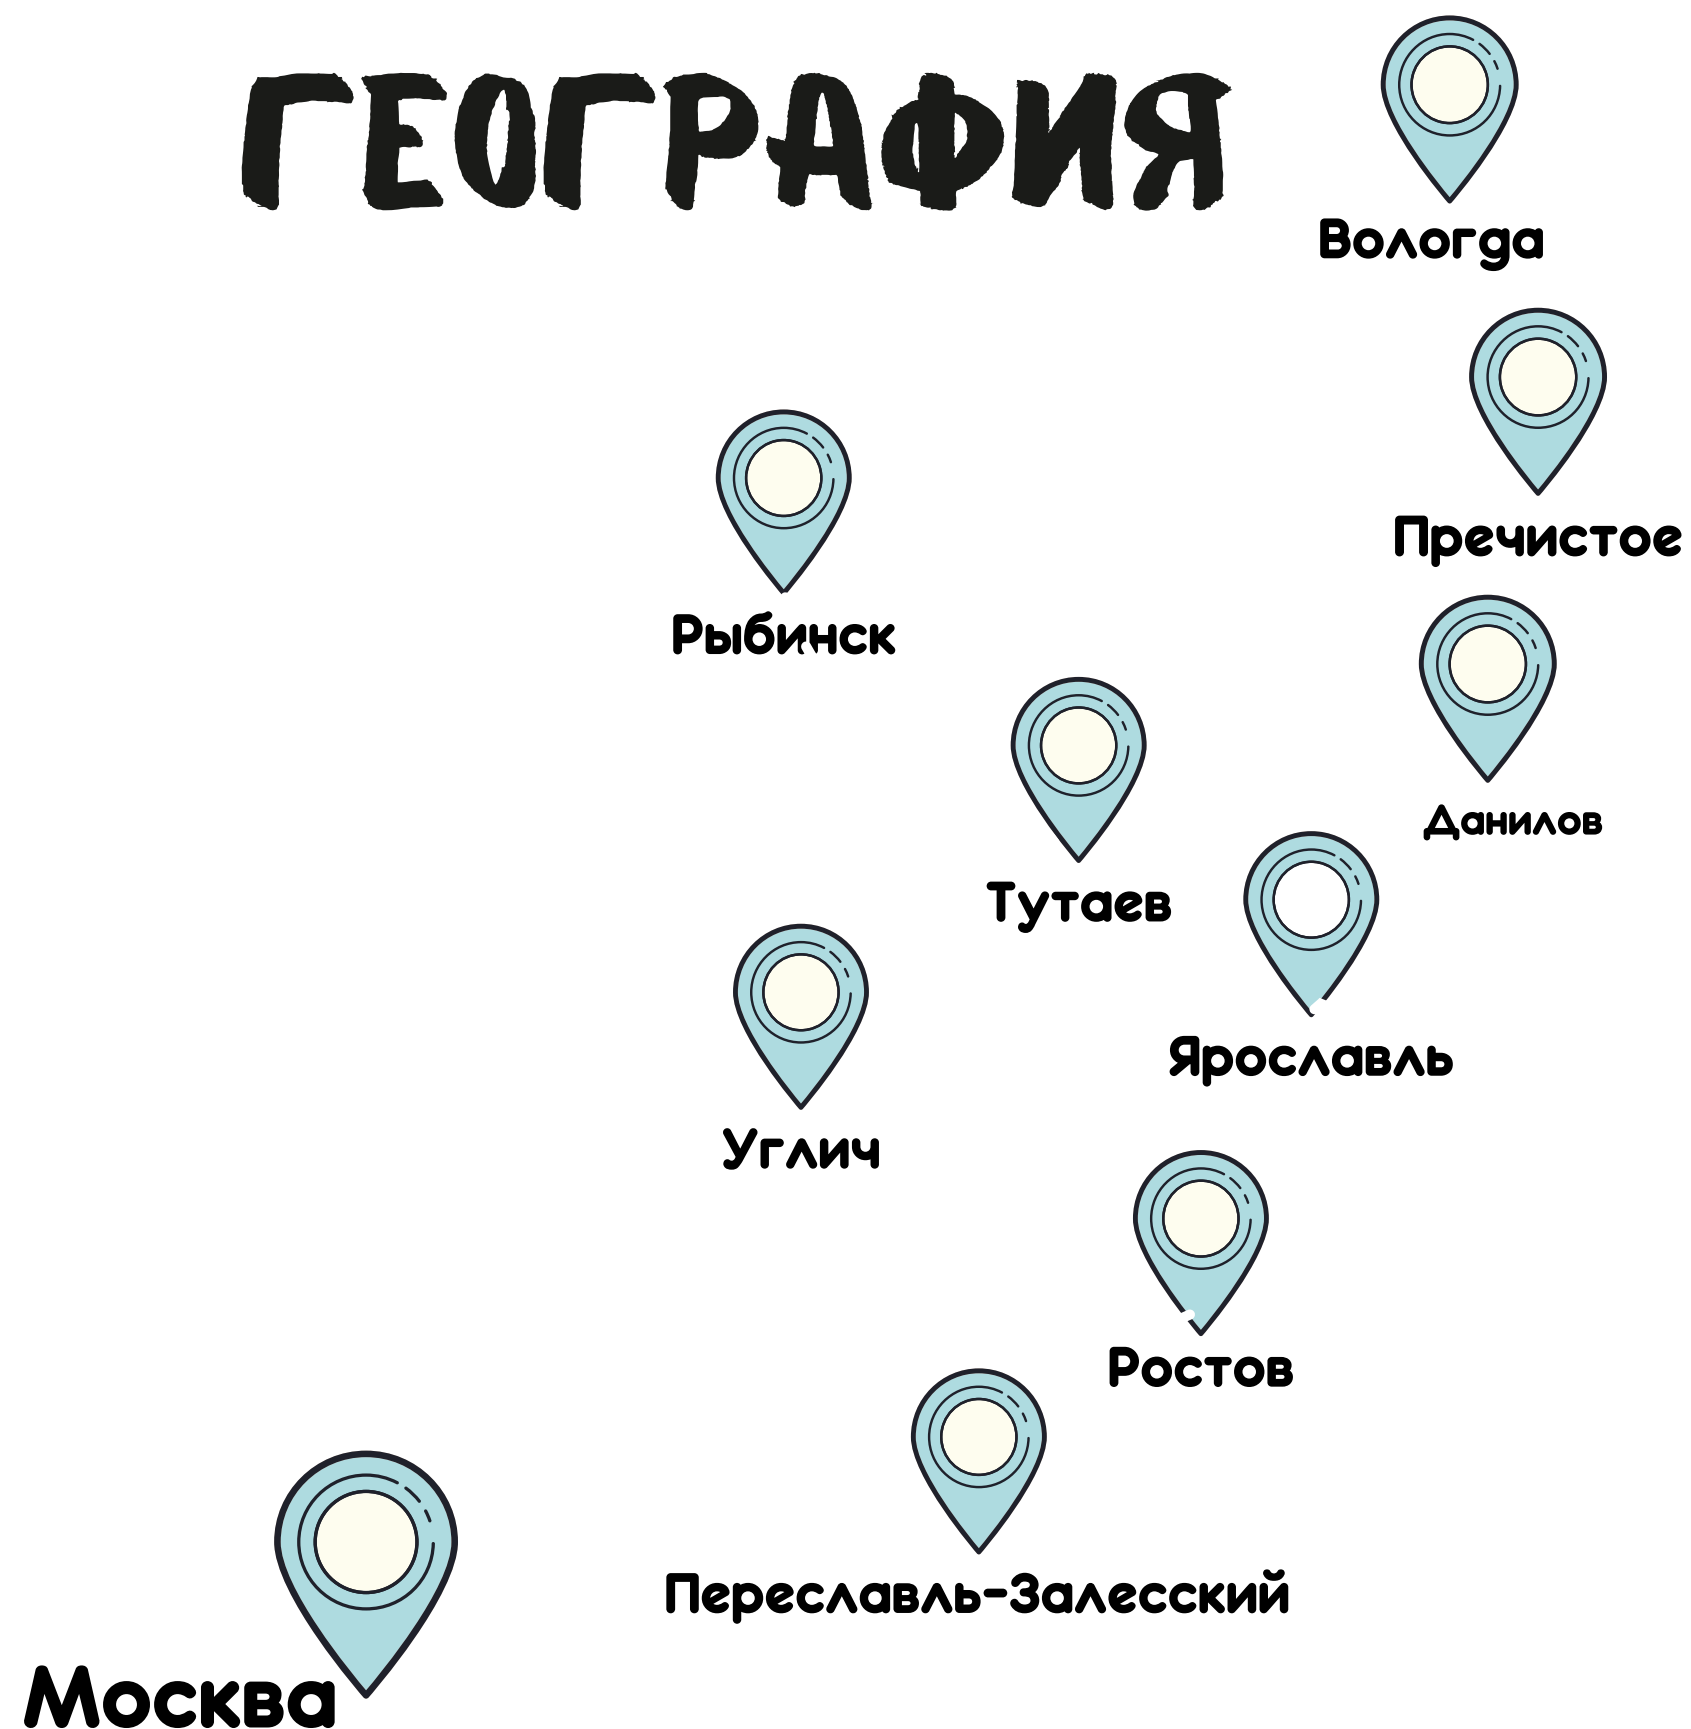 ГЕОГРАФИЯ
Вологда
Пречистое
Рыбинск
Данилов
Тутаев
Ярославль
Углич
Ростов
Переславль-Залесский
Москва